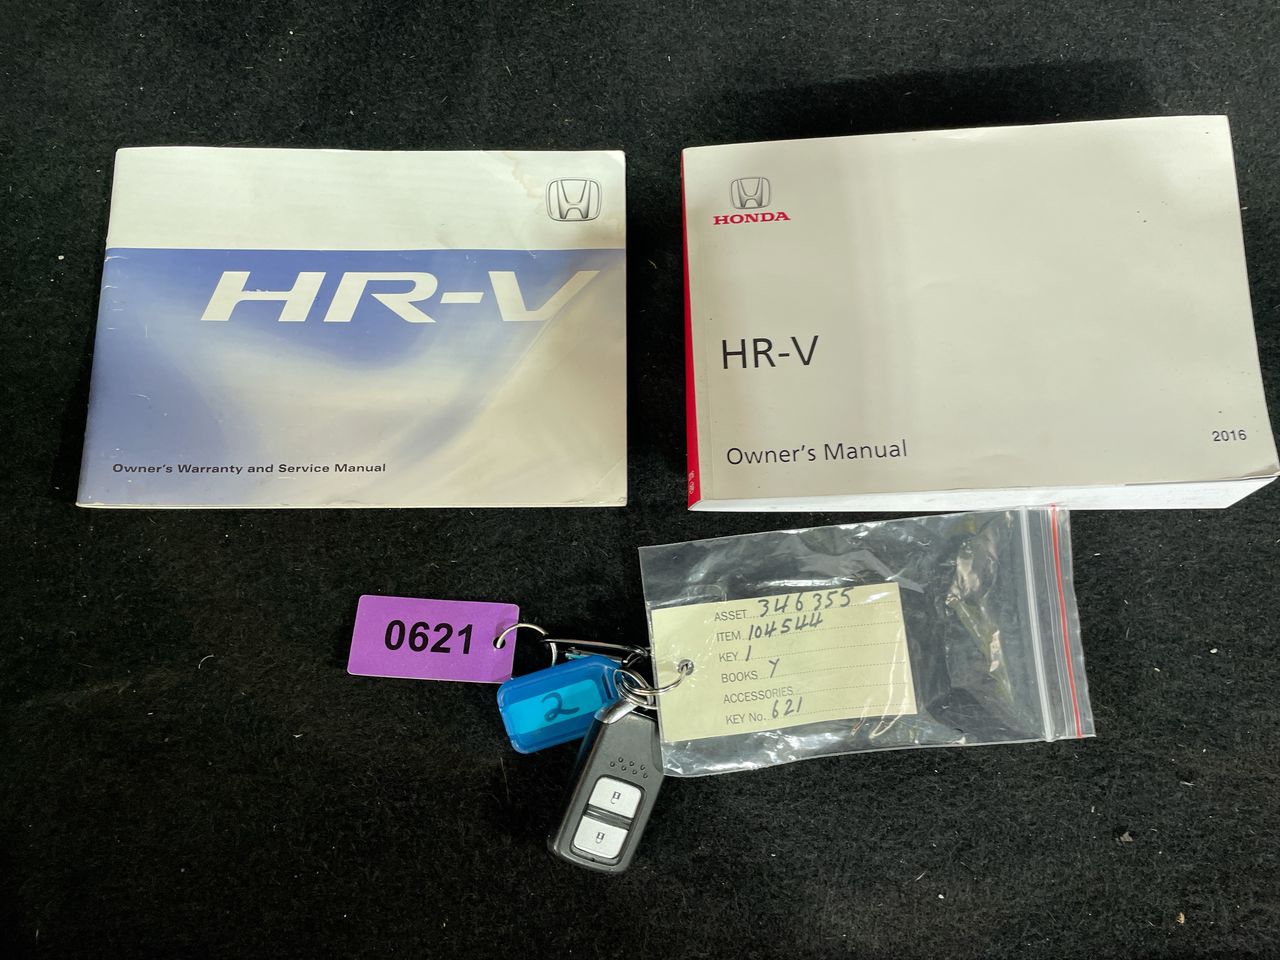 HR-V
Owner's Warranty and Service Manual
HONDA
HR-V
Owner's Manual
2016
0621
2
ASSET 346355
ITEM 104544
KEY 1
BOOKS Y
ACCESSORIES
KEY No. 621